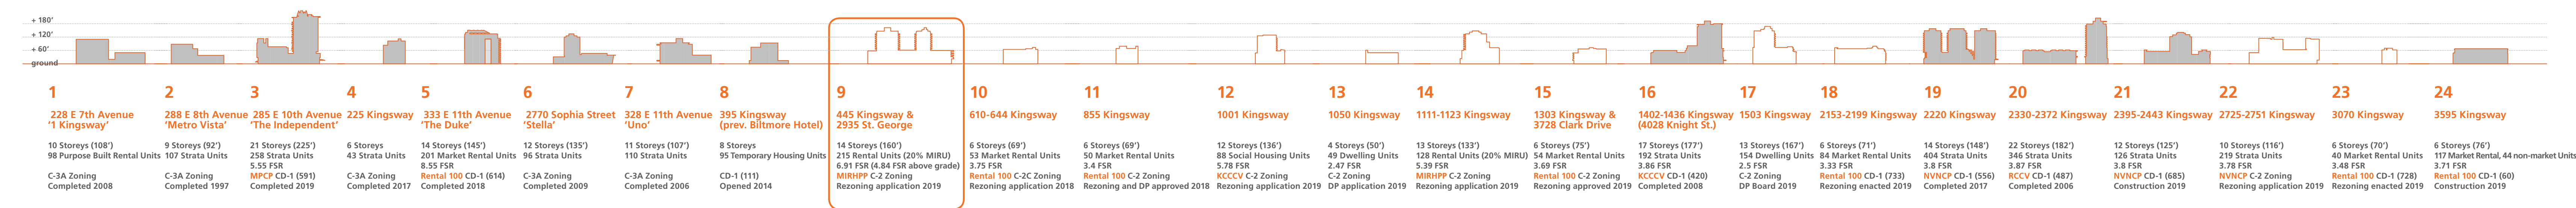 + 180'
+ 120'
+ 60'
ground
1
228 E 7th Avenue
'1 Kingsway'
10 Storeys (108')
98 Purpose Built Rental Units
C-3A Zoning
Completed 2008
2
288 E 8th Avenue
'Metro Vista'
9 Storeys (92')
107 Strata Units
C-3A Zoning
Completed 1997
3
285 E 10th Avenue
'The Independent'
21 Storeys (225')
258 Strata Units
5.55 FSR
MPCP CD-1 (591)
Completed 2019
4
225 Kingsway
6 Storeys
43 Strata Units
C-3A Zoning
Completed 2017
5
333 E 11th Avenue
'The Duke'
14 Storeys (145')
201 Market Rental Units
8.55 FSR
Rental 100 CD-1 (614)
Completed 2018
6
2770 Sophia Street
'Stella'
12 Storeys (135')
96 Strata Units
C-3A Zoning
Completed 2009
7
328 E 11th Avenue
'Uno'
11 Storeys (107')
110 Strata Units
C-3A Zoning
Completed 2006
8
395 Kingsway
(prev. Biltmore Hotel)
8 Storeys
95 Temporary Housing Units
CD-1 (111)
Opened 2014
9
445 Kingsway &
2935 St. George
14 Storeys (160')
215 Rental Units (20% MIRU)
6.91 FSR (4.84 FSR above grade)
MIRHPP C-2 Zoning
Rezoning application 2019
10
610-644 Kingsway
6 Storeys (69')
53 Market Rental Units
3.75 FSR
Rental 100 C-2C Zoning
Rezoning application 2018
11
855 Kingsway
6 Storeys (69')
50 Market Rental Units
3.4 FSR
Rental 100 C-2 Zoning
Rezoning and DP approved 2018
12
1001 Kingsway
12 Storeys (136')
88 Social Housing Units
5.78 FSR
KCCCV C-2 Zoning
Rezoning application 2019
13
1050 Kingsway
4 Storeys (50')
49 Dwelling Units
2.47 FSR
C-2 Zoning
DP application 2019
14
1111-1123 Kingsway
13 Storeys (133')
128 Rental Units (20% MIRU)
5.39 FSR
MIRHPP C-2 Zoning
Rezoning application 2019
15
1303 Kingsway &
3728 Clark Drive
6 Storeys (75')
54 Market Rental Units
3.69 FSR
Rental 100 C-2 Zoning
Rezoning approved 2019
16
1402-1436 Kingsway
(4028 Knight St.)
17 Storeys (177')
192 Strata Units
3.86 FSR
KCCCV CD-1 (420)
Completed 2008
17
1503 Kingsway
13 Storeys (167')
154 Dwelling Units
2.5 FSR
C-2 Zoning
DP Board 2019
18
2153-2199 Kingsway
6 Storeys (71')
84 Market Rental Units
3.33 FSR
Rental 100 CD-1 (733)
Rezoning enacted 2019
19
2220 Kingsway
14 Storeys (148')
404 Strata Units
3.8 FSR
NVNCP CD-1 (556)
Completed 2017
20
2330-2372 Kingsway
22 Storeys (182')
346 Strata Units
3.87 FSR
RCCV CD-1 (487)
Completed 2006
21
2395-2443 Kingsway
12 Storeys (125')
126 Strata Units
3.8 FSR
NVNCP CD-1 (685)
Construction 2019
22
2725-2751 Kingsway
10 Storeys (116')
219 Strata Units
3.78 FSR
NVNCP C-2 Zoning
Rezoning application 2019
23
3070 Kingsway
6 Storeys (70')
40 Market Rental Units
3.48 FSR
Rental 100 CD-1 (728)
Rezoning enacted 2019
24
3595 Kingsway
6 Storeys (76')
117 Market Rental, 44 non-market Units
3.71 FSR
Rental 100 CD-1 (60)
Construction 2019